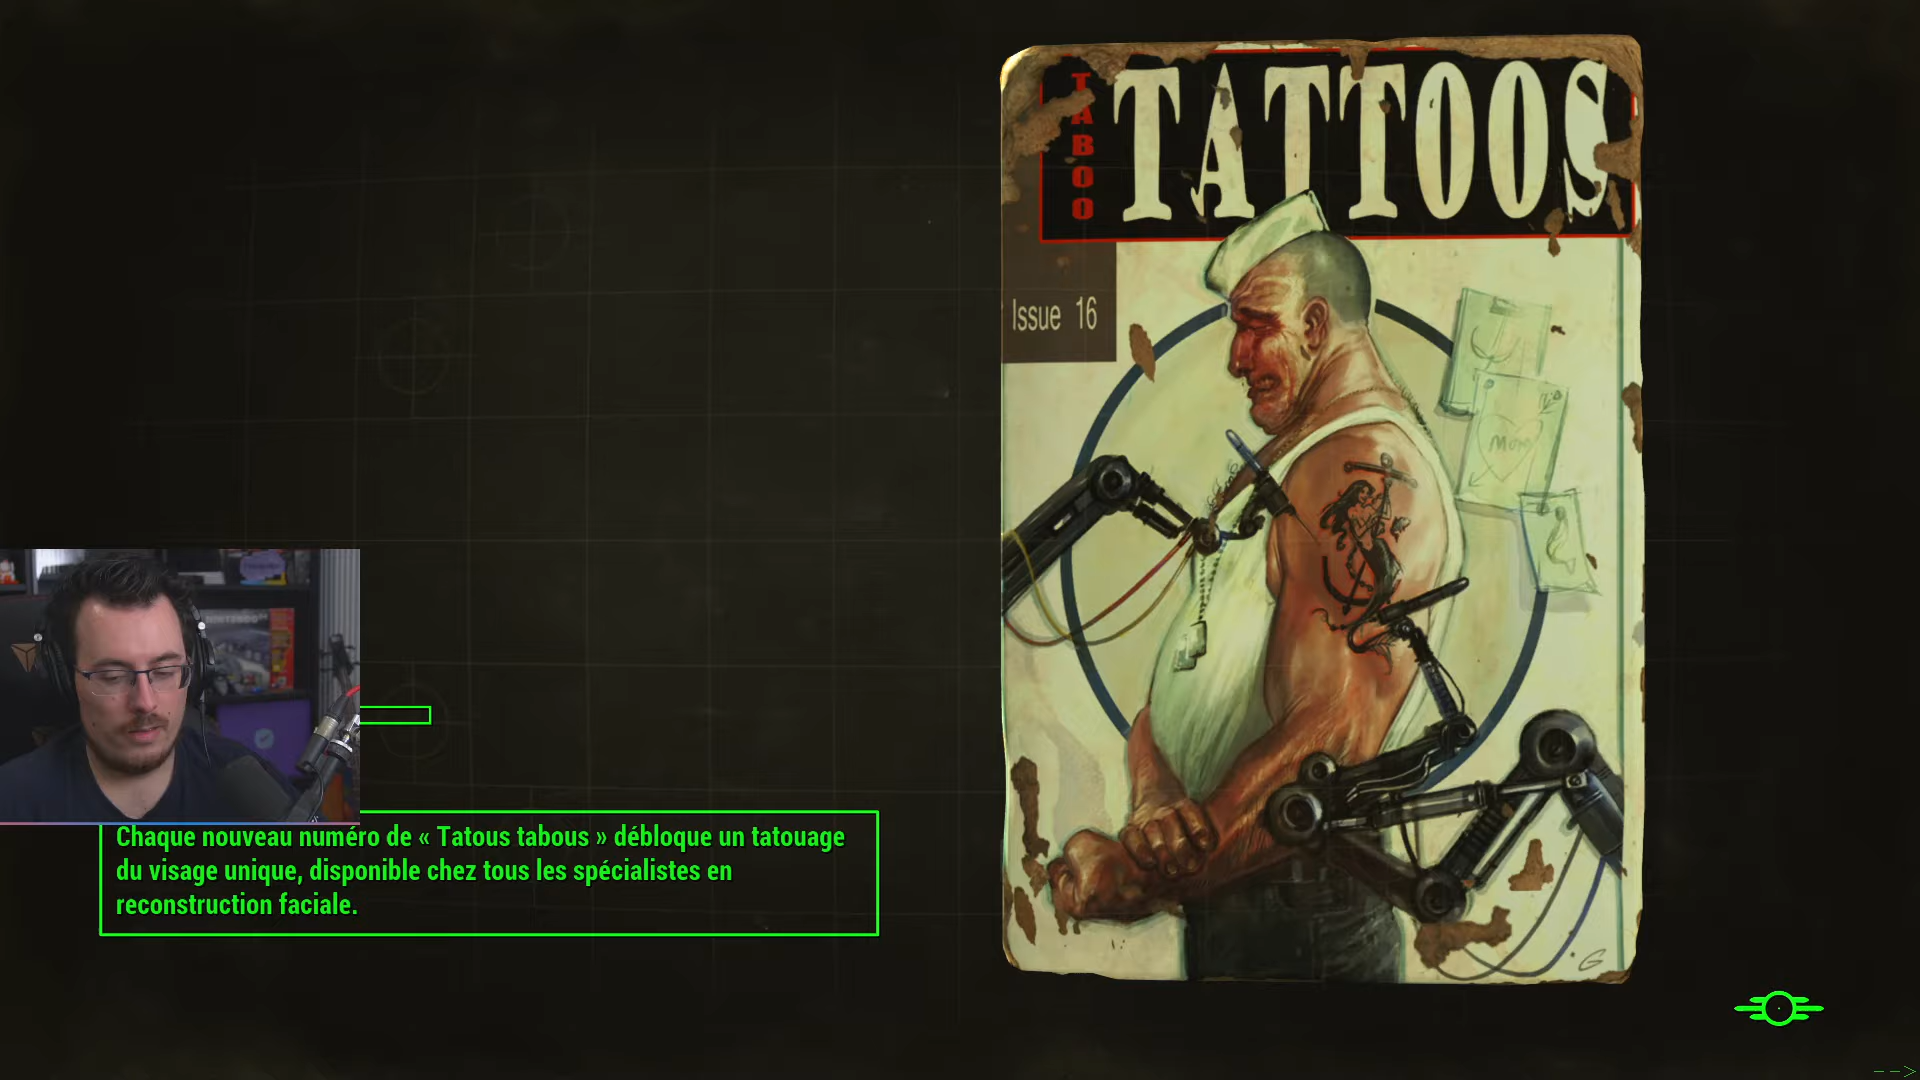 TABOO
TATTOOS
Issue 16
Mom
Chaque nouveau numéro de « Tatous tabous » débloque un tatouage
du visage unique, disponible chez tous les spécialistes en
reconstruction faciale.
G
-->